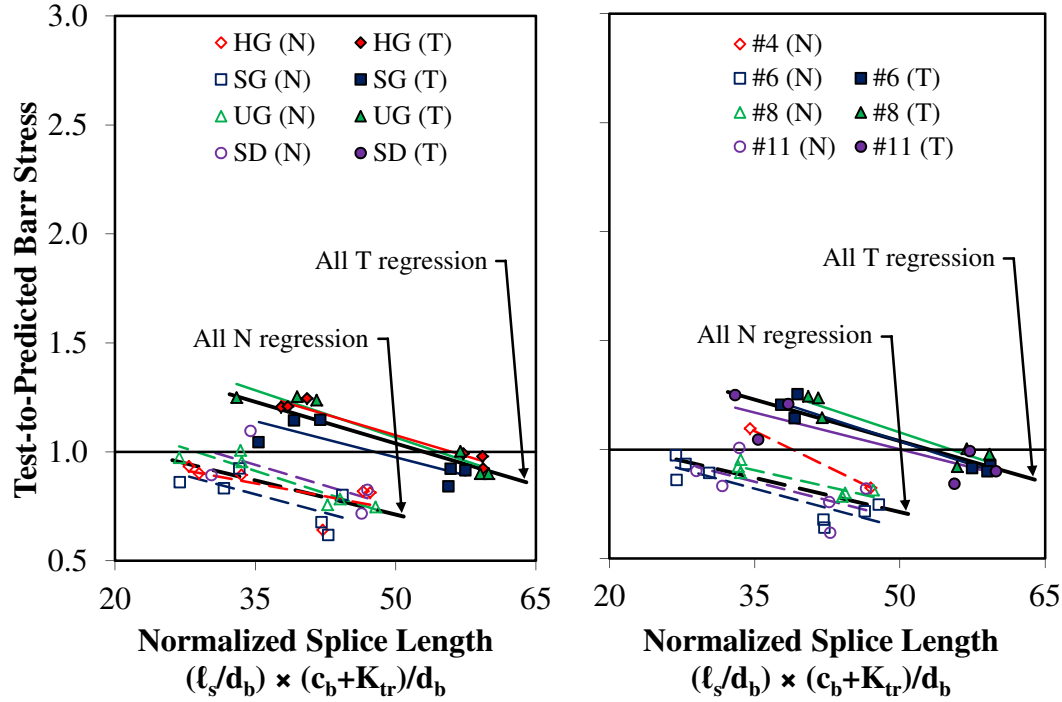 Test-to-Predicted Barr Stress
3.0
2.5
2.0
1.5
1.0
0.5
HG (N) HG (T)
SG (N) SG (T)
UG (N) UG (T)
SD (N) SD (T)
All T regression
All N regression
20 35 50 65
Normalized Splice Length
(ℓs/db) × (cb+Ktr)/db
#4 (N)
#6 (N) #6 (T)
#8 (N) #8 (T)
#11 (N) #11 (T)
All T regression
All N regression
20 35 50 65
Normalized Splice Length
(ℓs/db) × (cb+Ktr)/db